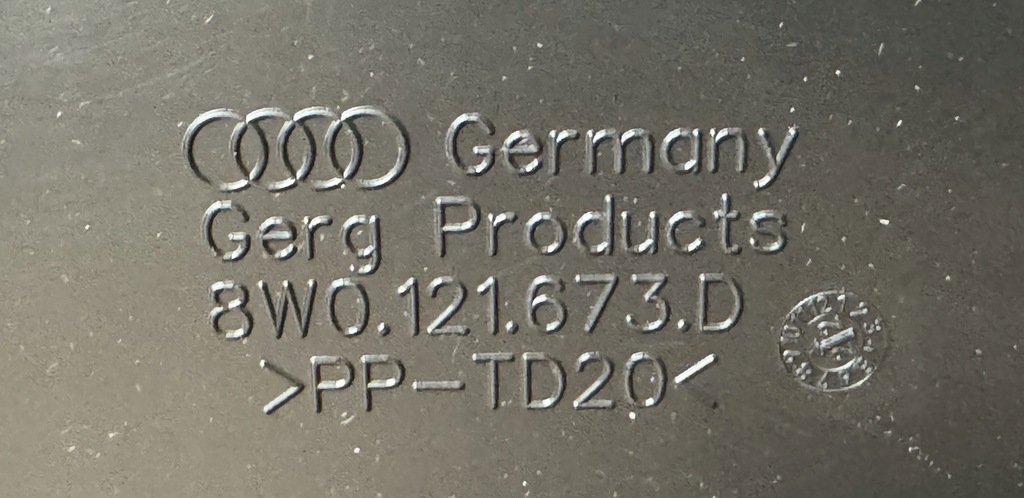 Germany
Gerg Products
8W0.121.673.D
>PP-TD20<